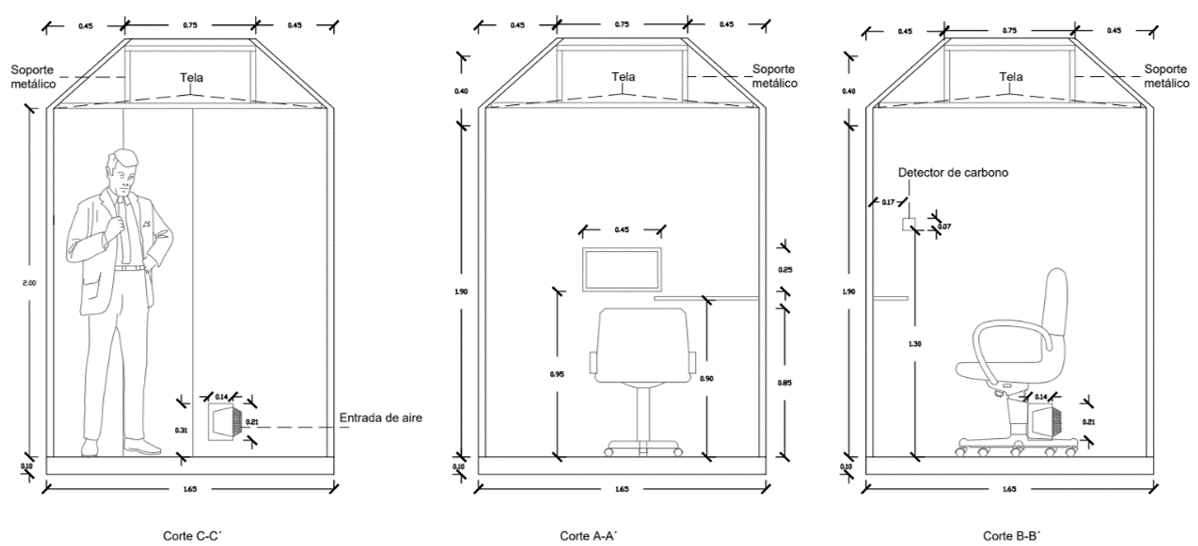 0.45 0.75 0.45
Soporte
metálico
Tela
2.00
0.14
0.31
0.21
Entrada de aire
0.10
1.65
Corte C-C´
0.45 0.75 0.45
0.40
Tela
Soporte
metálico
0.45
0.25
1.90
0.95
0.90
0.85
0.10
1.65
Corte A-A´
0.45 0.75 0.45
0.40
Tela
Soporte
metálico
Detector de carbono
0.17
0.07
1.90
1.30
0.14
0.21
0.10
1.65
Corte B-B´